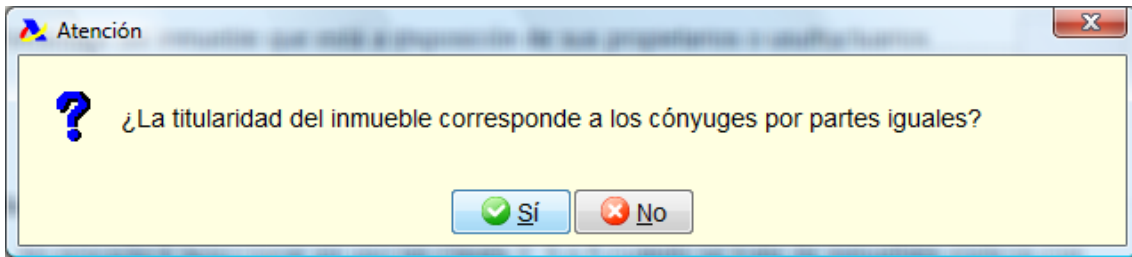 Atención
¿La titularidad del inmueble corresponde a los cónyuges por partes iguales?
Sí
No